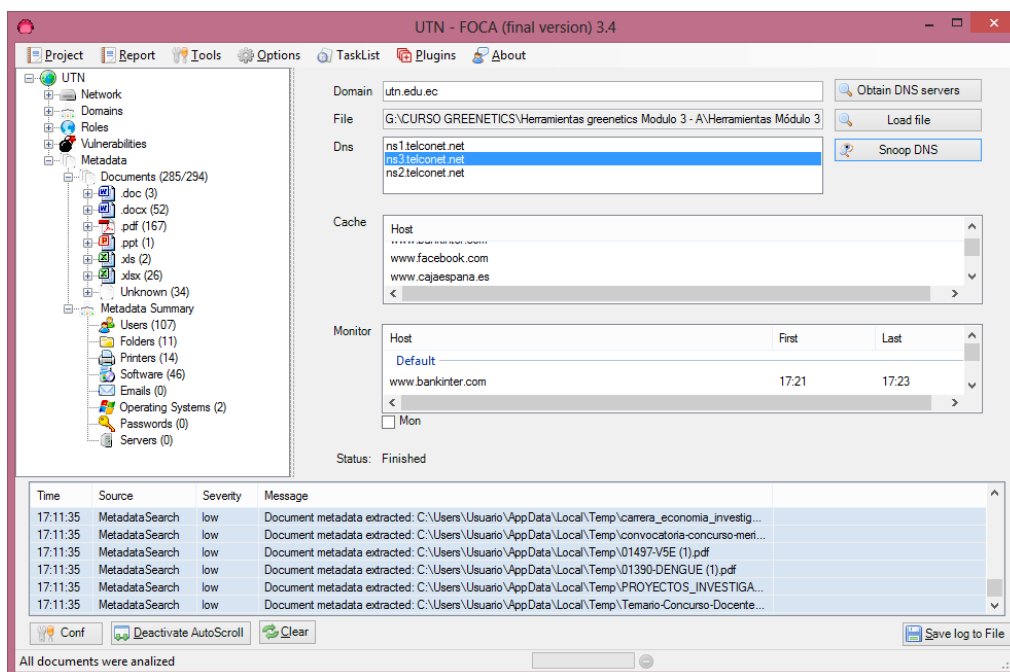 UTN - FOCA (final version) 3.4
Project Report Tools Options TaskList Plugins About
UTN
Network
Domains
Roles
Vulnerabilities
Metadata
Documents (285/294)
.doc (3)
.docx (52)
.pdf (167)
.ppt (1)
.xls (2)
.xlsx (26)
Unknown (34)
Metadata Summary
Users (107)
Folders (11)
Printers (14)
Software (46)
Emails (0)
Operating Systems (2)
Passwords (0)
Servers (0)
Domain utn.edu.ec Obtain DNS servers
File G:\CURSO GREENETICS\Herramientas greenetics Modulo 3 - A\Herramientas Módulo 3 Load file
Dns ns1.telconet.net Snoop DNS
ns3.telconet.net
ns2.telconet.net
Cache Host
www.bankinter.com
www.facebook.com
www.cajaespana.es
Monitor Host First Last
Default
www.bankinter.com 17:21 17:23
Mon
Status: Finished
Time Source Severity Message
17:11:35 MetadataSearch low Document metadata extracted: C:\Users\Usuario\AppData\Local\Temp\carrera_economia_investig...
17:11:35 MetadataSearch low Document metadata extracted: C:\Users\Usuario\AppData\Local\Temp\convocatoria-concurso-meri...
17:11:35 MetadataSearch low Document metadata extracted: C:\Users\Usuario\AppData\Local\Temp\01497-V5E (1).pdf
17:11:35 MetadataSearch low Document metadata extracted: C:\Users\Usuario\AppData\Local\Temp\01390-DENGUE (1).pdf
17:11:35 MetadataSearch low Document metadata extracted: C:\Users\Usuario\AppData\Local\Temp\PROYECTOS_INVESTIGA...
17:11:35 MetadataSearch low Document metadata extracted: C:\Users\Usuario\AppData\Local\Temp\Temario-Concurso-Docente...
Conf Deactivate AutoScroll Clear Save log to File
All documents were analized